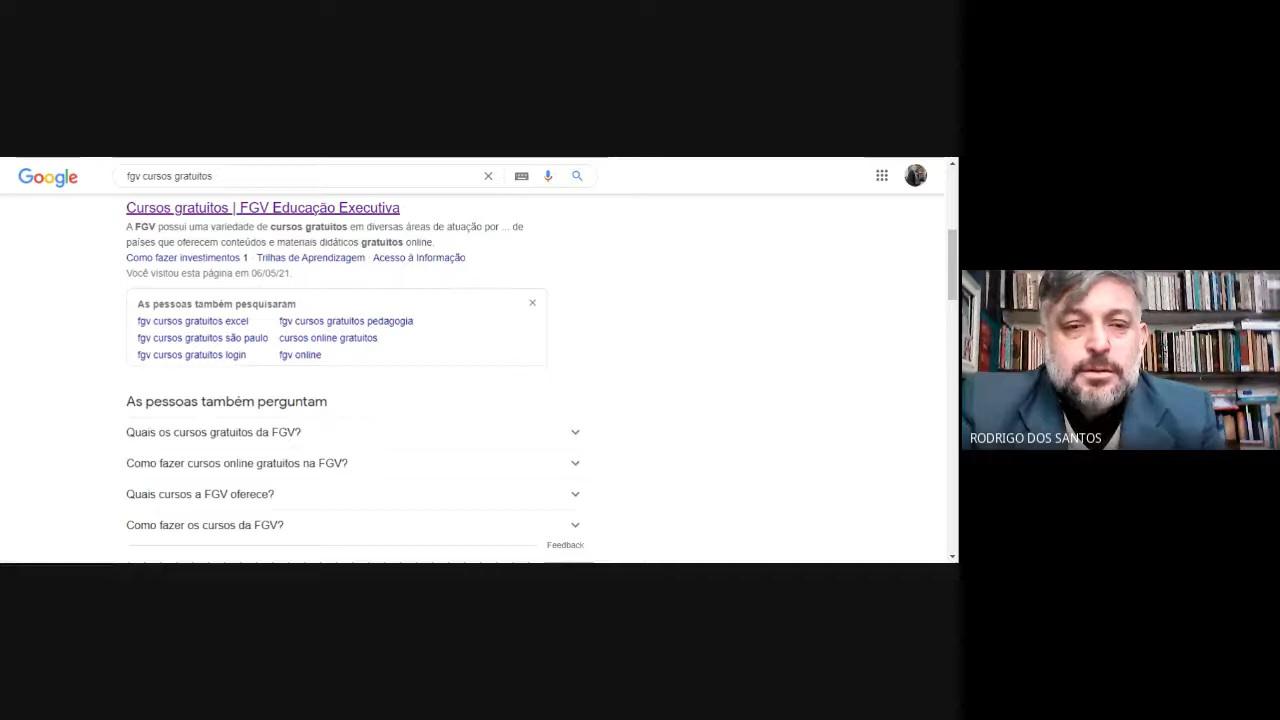 Google
fgv cursos gratuitos
Cursos gratuitos | FGV Educação Executiva
A FGV possui uma variedade de cursos gratuitos em diversas áreas de atuação por ... de
países que oferecem conteúdos e materiais didáticos gratuitos online.
Como fazer investimentos 1 · Trilhas de Aprendizagem · Acesso à Informação
Você visitou esta página em 06/05/21.
As pessoas também pesquisaram
fgv cursos gratuitos excel fgv cursos gratuitos pedagogia
fgv cursos gratuitos são paulo cursos online gratuitos
fgv cursos gratuitos login fgv online
As pessoas também perguntam
Quais os cursos gratuitos da FGV?
Como fazer cursos online gratuitos na FGV?
Quais cursos a FGV oferece?
Como fazer os cursos da FGV?
Feedback
RODRIGO DOS SANTOS